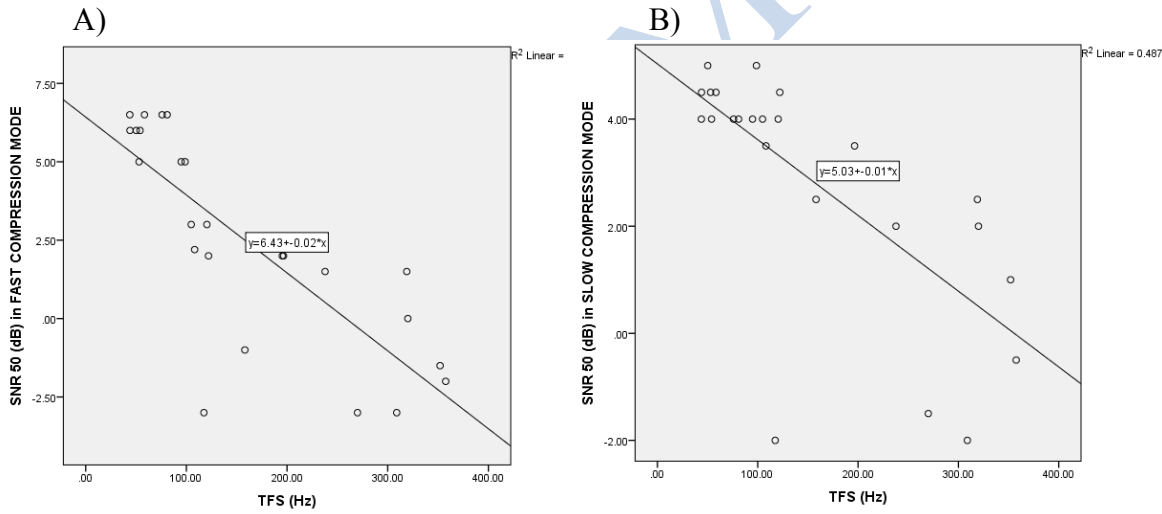 A)
R² Linear =
7.50
5.00
2.50
.00
-2.50
SNR 50 (dB) in FAST COMPRESSION MODE
y=6.43+-0.02*x
.00 100.00 200.00 300.00 400.00
TFS (Hz)
B)
R² Linear = 0.487
4.00
2.00
.00
-2.00
SNR 50 (dB) in SLOW COMPRESSION MODE
y=5.03+-0.01*x
.00 100.00 200.00 300.00 400.00
TFS (Hz)